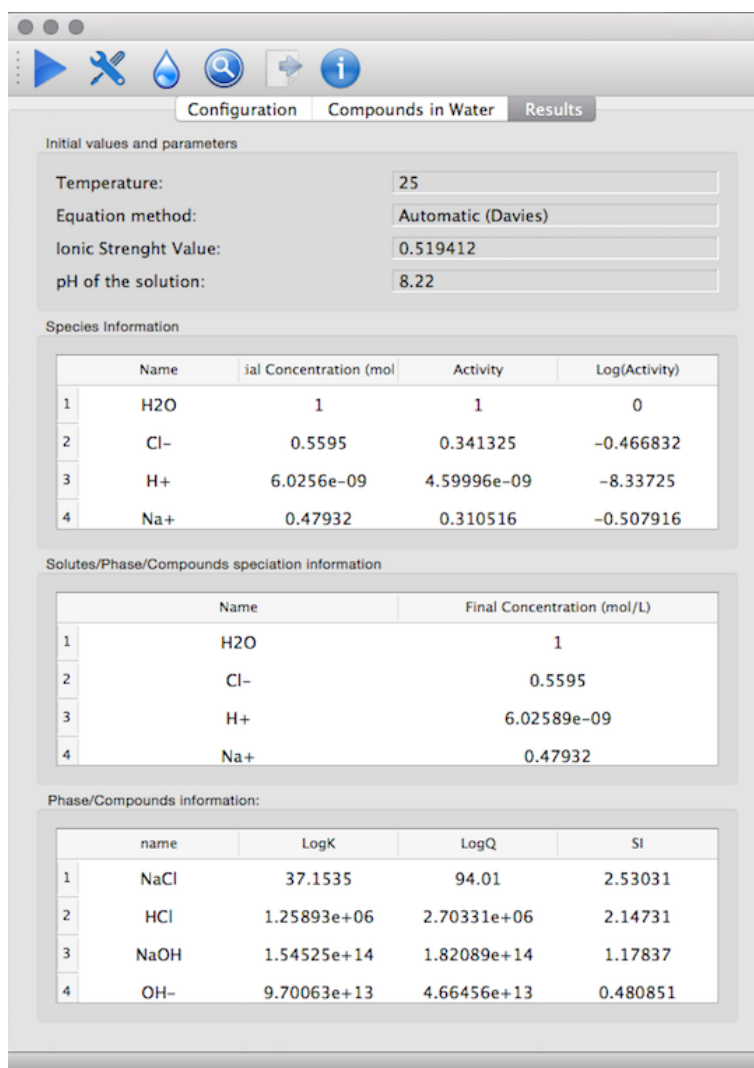 Configuration Compounds in Water Results
Initial values and parameters
Temperature: 25
Equation method: Automatic (Davies)
Ionic Strenght Value: 0.519412
pH of the solution: 8.22
Species Information
Name ial Concentration (mol Activity Log(Activity)
1 H2O 1 1 0
2 Cl- 0.5595 0.341325 -0.466832
3 H+ 6.0256e-09 4.59996e-09 -8.33725
4 Na+ 0.47932 0.310516 -0.507916
Solutes/Phase/Compounds speciation information
Name Final Concentration (mol/L)
1 H2O 1
2 Cl- 0.5595
3 H+ 6.02589e-09
4 Na+ 0.47932
Phase/Compounds information:
name LogK LogQ SI
1 NaCl 37.1535 94.01 2.53031
2 HCl 1.25893e+06 2.70331e+06 2.14731
3 NaOH 1.54525e+14 1.82089e+14 1.17837
4 OH- 9.70063e+13 4.66456e+13 0.480851